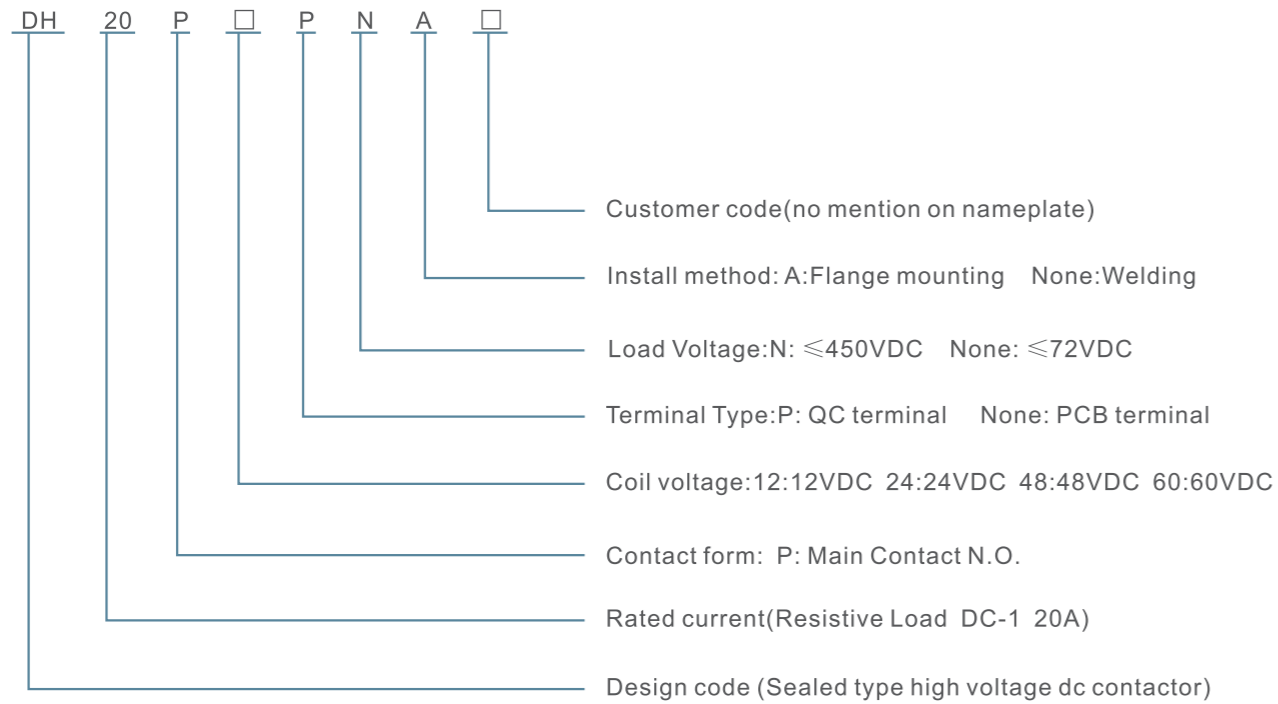 DH 20 P □ P N A □
Customer code(no mention on nameplate)
Install method: A:Flange mounting None:Welding
Load Voltage:N: ≤450VDC None: ≤72VDC
Terminal Type:P: QC terminal None: PCB terminal
Coil voltage:12:12VDC 24:24VDC 48:48VDC 60:60VDC
Contact form: P: Main Contact N.O.
Rated current(Resistive Load DC-1 20A)
Design code (Sealed type high voltage dc contactor)